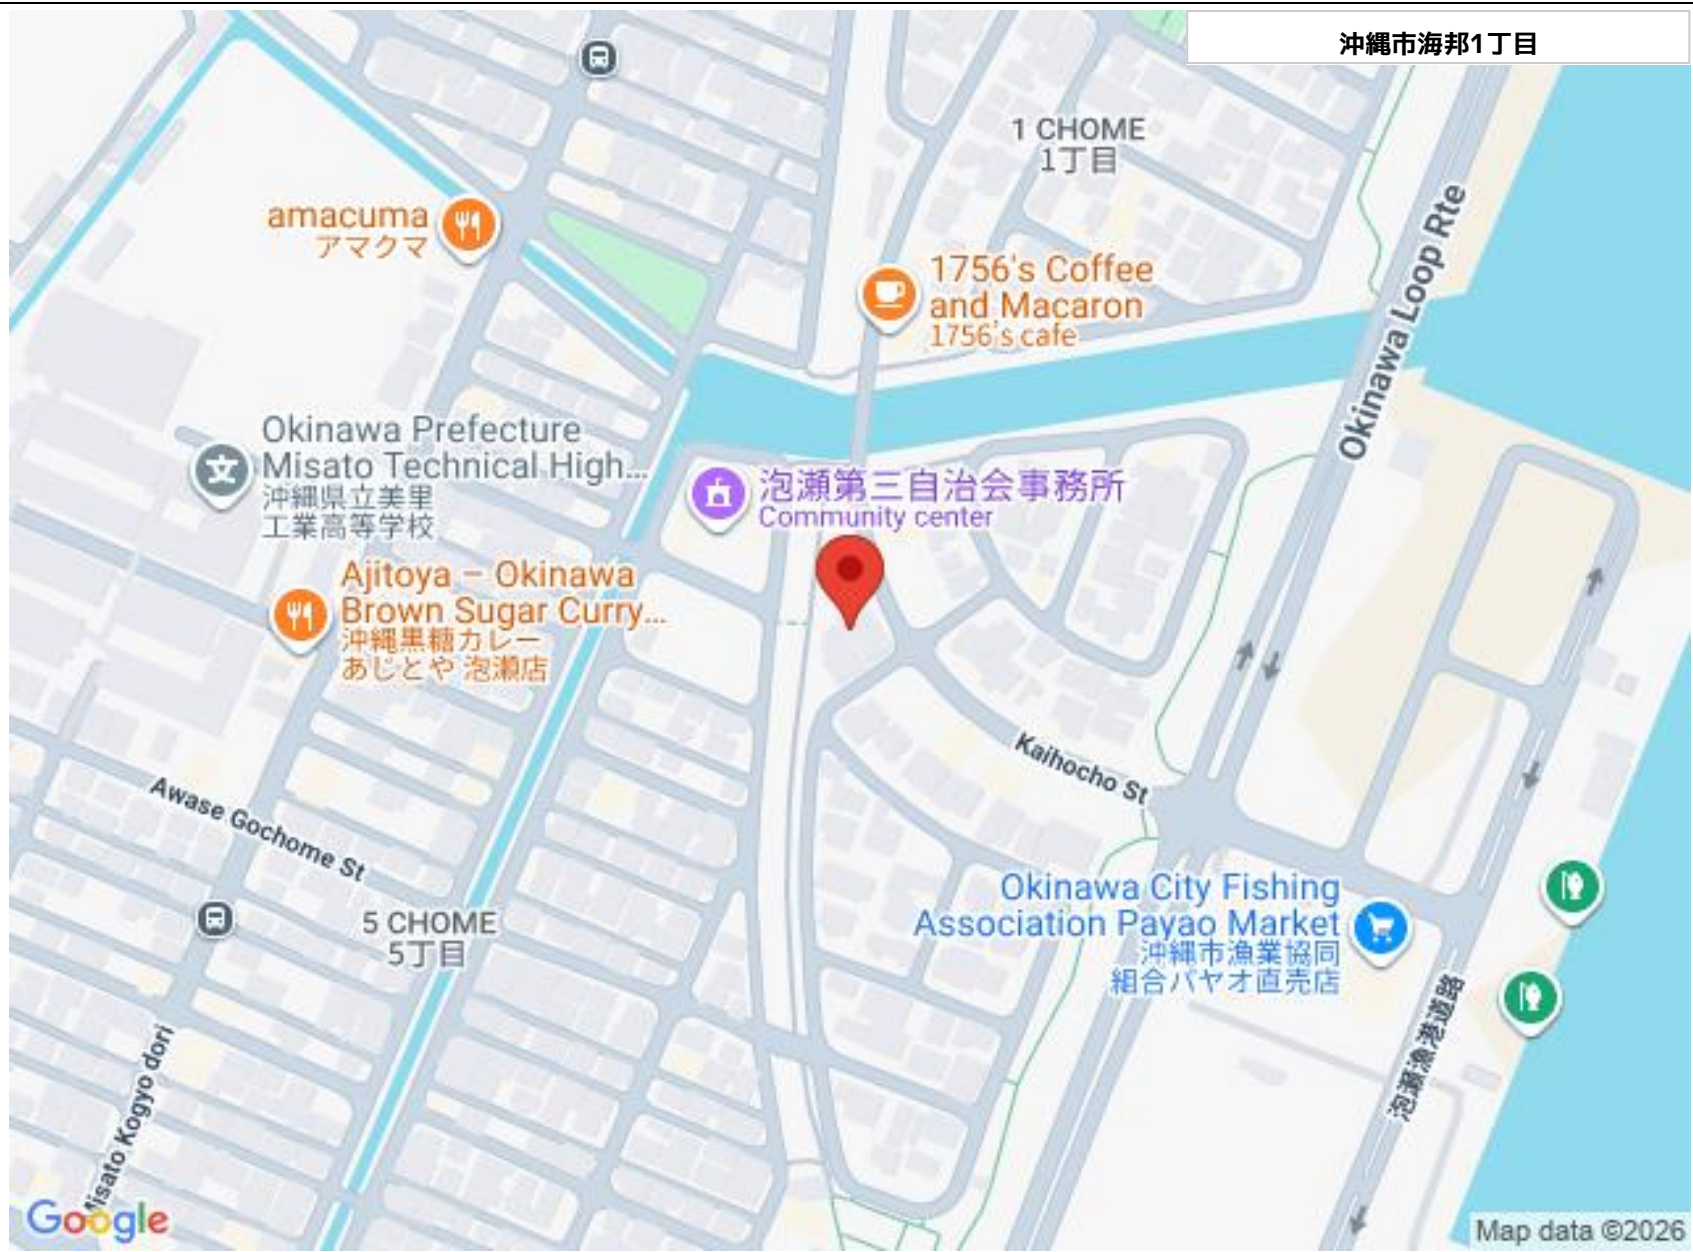 沖縄市海邦1丁目
1 CHOME
1丁目
amacuma
アマクマ
1756's Coffee
and Macaron
1756's cafe
Okinawa Loop Rte
Okinawa Prefecture
Misato Technical High...
沖縄県立美里
工業高等学校
泡瀬第三自治会事務所
Community center
Ajitoya – Okinawa
Brown Sugar Curry...
沖縄黒糖カレー
あじとや 泡瀬店
Kaihocho St
Awase Gochome St
5 CHOME
5丁目
Okinawa City Fishing
Association Payao Market
沖縄市漁業協同
組合パヤオ直売店
泡瀬漁港道路
Misato Kogyo dori
Google
Map data ©2026